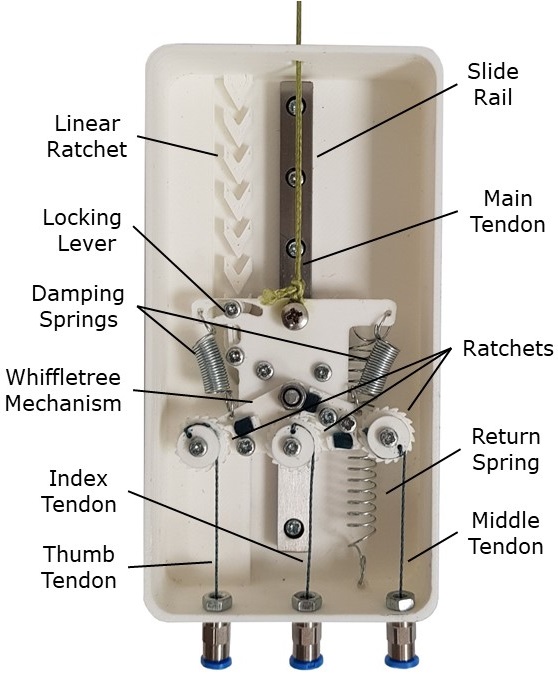 Slide
Rail
Linear
Ratchet
Main
Tendon
Locking
Lever
Damping
Springs
Ratchets
Whiffletree
Mechanism
Return
Spring
Index
Tendon
Middle
Tendon
Thumb
Tendon